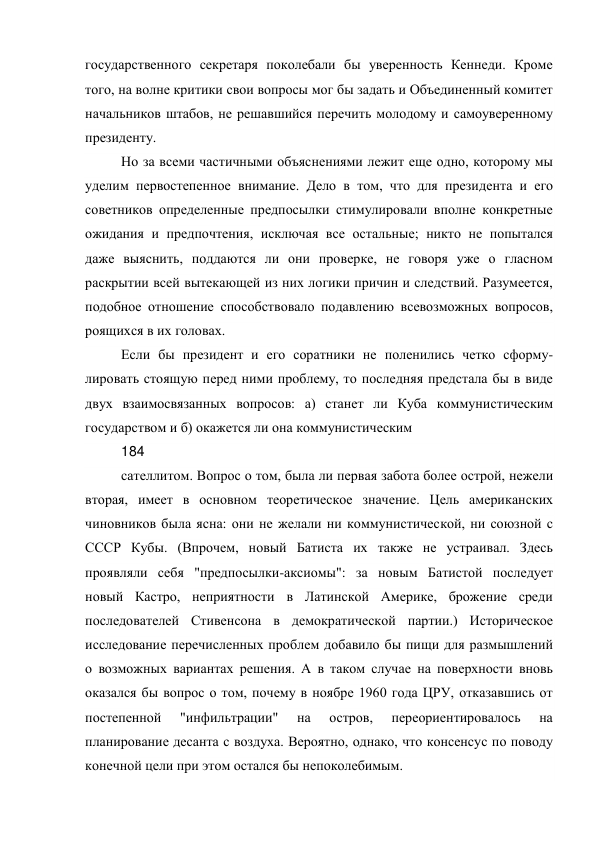 государственного секретаря поколебали бы уверенность Кеннеди. Кроме
того, на волне критики свои вопросы мог бы задать и Объединенный комитет
начальников штабов, не решавшийся перечить молодому и самоуверенному
президенту.
Но за всеми частичными объяснениями лежит еще одно, которому мы
уделим первостепенное внимание. Дело в том, что для президента и его
советников определенные предпосылки стимулировали вполне конкретные
ожидания и предпочтения, исключая все остальные; никто не попытался
даже выяснить, поддаются ли они проверке, не говоря уже о гласном
раскрытии всей вытекающей из них логики причин и следствий. Разумеется,
подобное отношение способствовало подавлению всевозможных вопросов,
роящихся в их головах.
Если бы президент и его соратники не поленились четко сформу-
лировать стоящую перед ними проблему, то последняя предстала бы в виде
двух взаимосвязанных вопросов: а) станет ли Куба коммунистическим
государством и б) окажется ли она коммунистическим
184
сателлитом. Вопрос о том, была ли первая забота более острой, нежели
вторая, имеет в основном теоретическое значение. Цель американских
чиновников была ясна: они не желали ни коммунистической, ни союзной с
СССР Кубы. (Впрочем, новый Батиста их также не устраивал. Здесь
проявляли себя "предпосылки-аксиомы": за новым Батистой последует
новый Кастро, неприятности в Латинской Америке, брожение среди
последователей Стивенсона в демократической партии.) Историческое
исследование перечисленных проблем добавило бы пищи для размышлений
о возможных вариантах решения. А в таком случае на поверхности вновь
оказался бы вопрос о том, почему в ноябре 1960 года ЦРУ, отказавшись от
постепенной "инфильтрации" на остров, переориентировалось на
планирование десанта с воздуха. Вероятно, однако, что консенсус по поводу
конечной цели при этом остался бы непоколебимым.